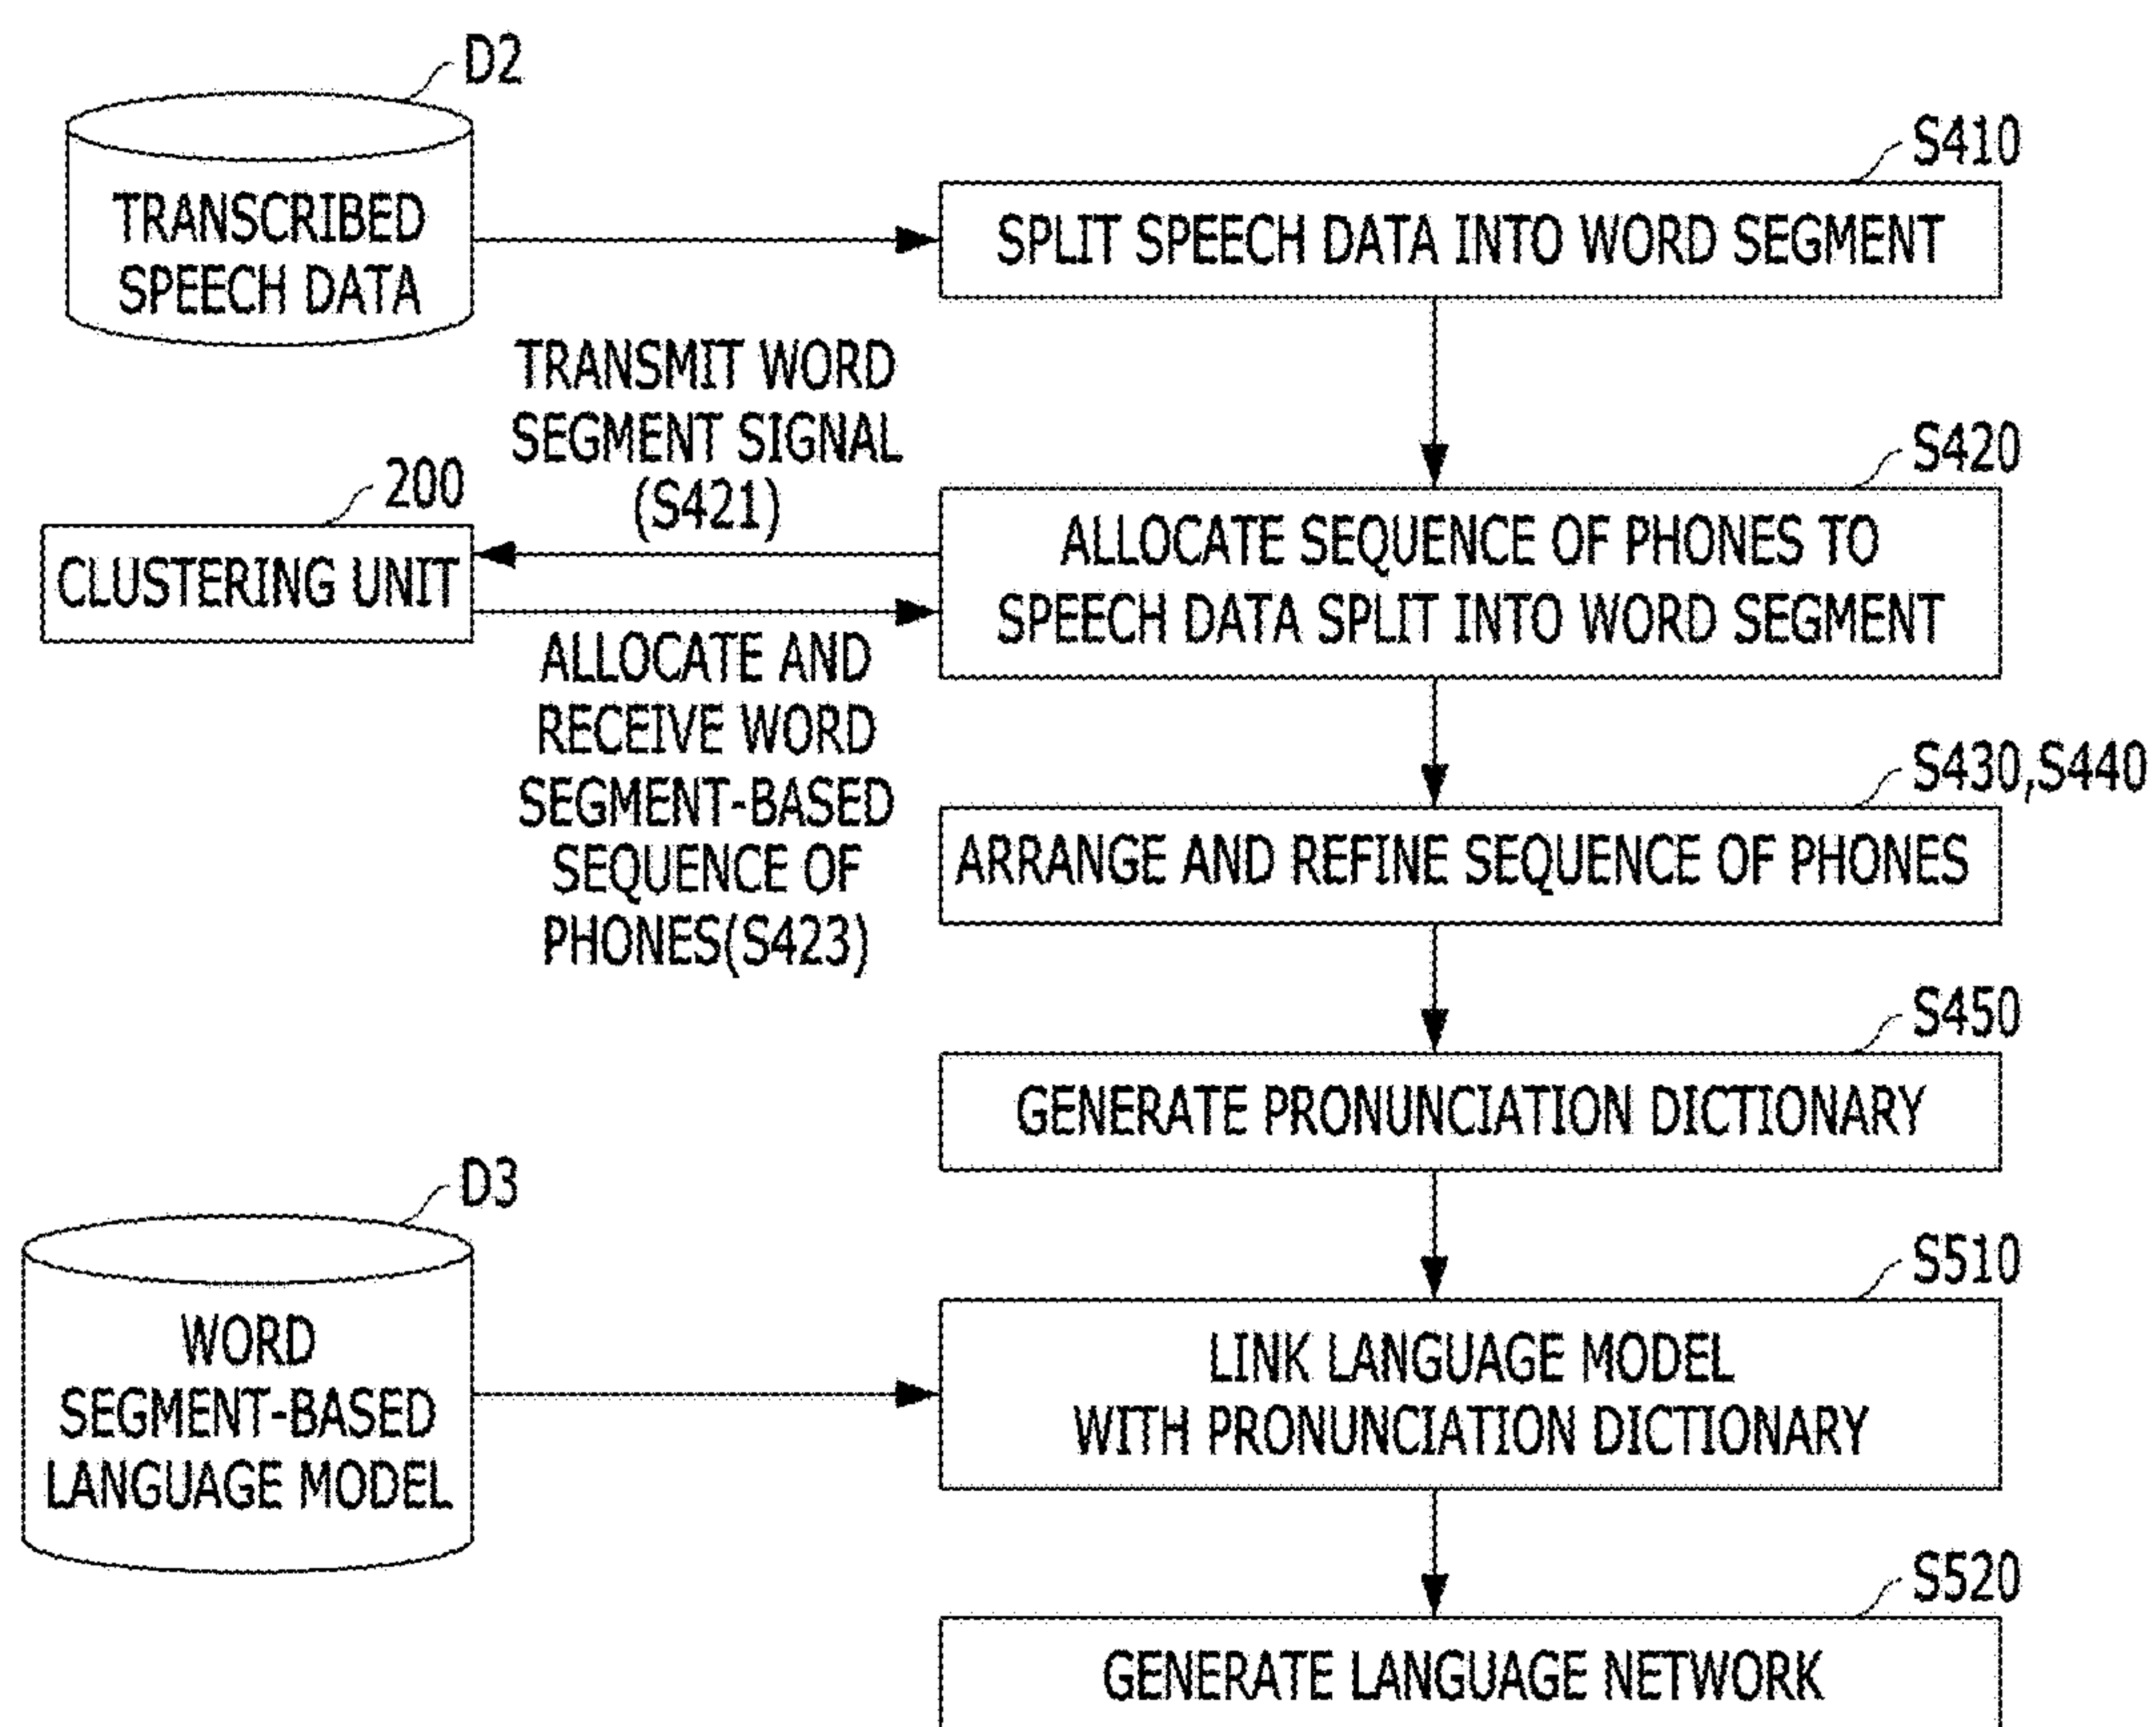 D2
TRANSCRIBED
SPEECH DATA
S410
SPLIT SPEECH DATA INTO WORD SEGMENT
TRANSMIT WORD
SEGMENT SIGNAL
(S421)
200
CLUSTERING UNIT
S420
ALLOCATE SEQUENCE OF PHONES TO
SPEECH DATA SPLIT INTO WORD SEGMENT
ALLOCATE AND
RECEIVE WORD
SEGMENT-BASED
SEQUENCE OF
PHONES(S423)
S430,S440
ARRANGE AND REFINE SEQUENCE OF PHONES
S450
GENERATE PRONUNCIATION DICTIONARY
D3
WORD
SEGMENT-BASED
LANGUAGE MODEL
S510
LINK LANGUAGE MODEL
WITH PRONUNCIATION DICTIONARY
S520
GENERATE LANGUAGE NETWORK